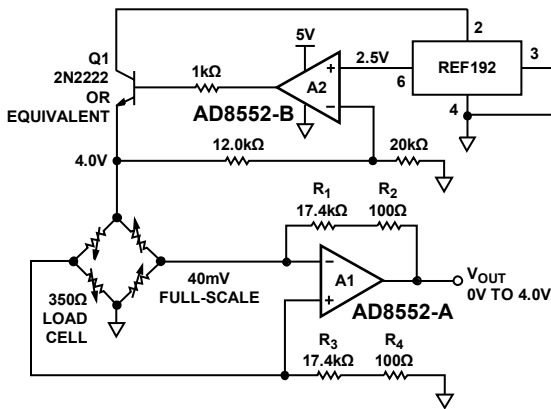 Q1
2N2222
OR
EQUIVALENT
1kΩ
5V
A2
+
−
AD8552-B
2.5V
2
6
REF192
3
4
4.0V
12.0kΩ
20kΩ
R1
17.4kΩ
R2
100Ω
350Ω
LOAD
CELL
40mV
FULL-SCALE
−
A1
+
AD8552-A
VOUT
0V TO 4.0V
R3
17.4kΩ
R4
100Ω